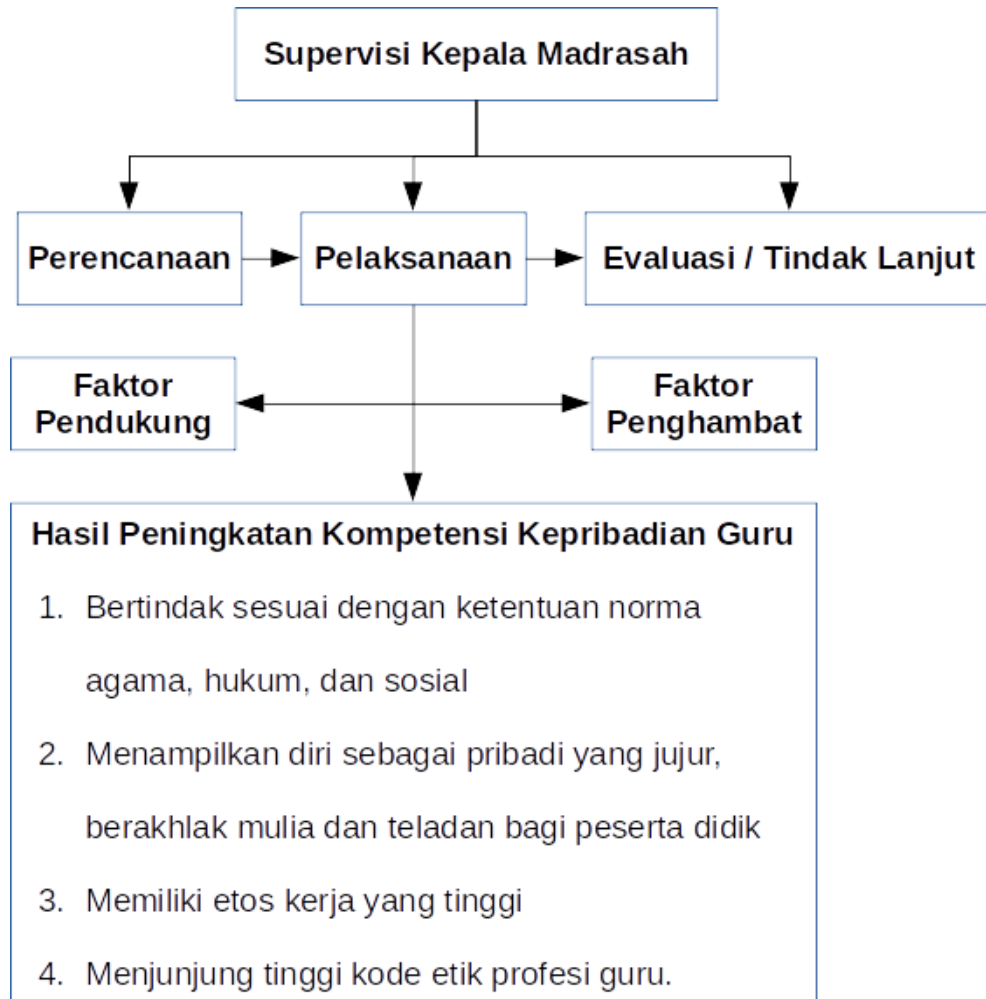 Supervisi Kepala Madrasah
Perencanaan
Pelaksanaan
Evaluasi / Tindak Lanjut
Faktor
Pendukung
Faktor
Penghambat
Hasil Peningkatan Kompetensi Kepribadian Guru
1. Bertindak sesuai dengan ketentuan norma
agama, hukum, dan sosial
2. Menampilkan diri sebagai pribadi yang jujur,
berakhlak mulia dan teladan bagi peserta didik
3. Memiliki etos kerja yang tinggi
4. Menjunjung tinggi kode etik profesi guru.